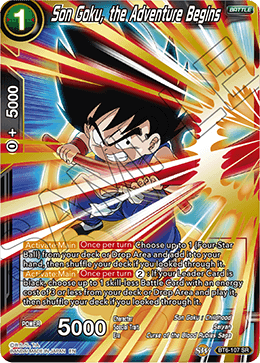 1
Son Goku, the Adventure Begins
BATTLE
+ 5000
Activate Main Once per turn Choose up to 1 {Four-Star
Ball} from your deck or Drop Area and add it to your
hand, then shuffle your deck if you looked through it.
Activate Main Once per turn 2 : If your Leader Card is
black, choose up to 1 skill-less Battle Card with an energy
cost of 3 or less from your deck or Drop Area and play it,
then shuffle your deck if you looked through it.
POWER
5000
Character Son Goku : Childhood
Special Trait Saiyan
Era Curse of the Blood Rubies Saga
BT6-107 SR